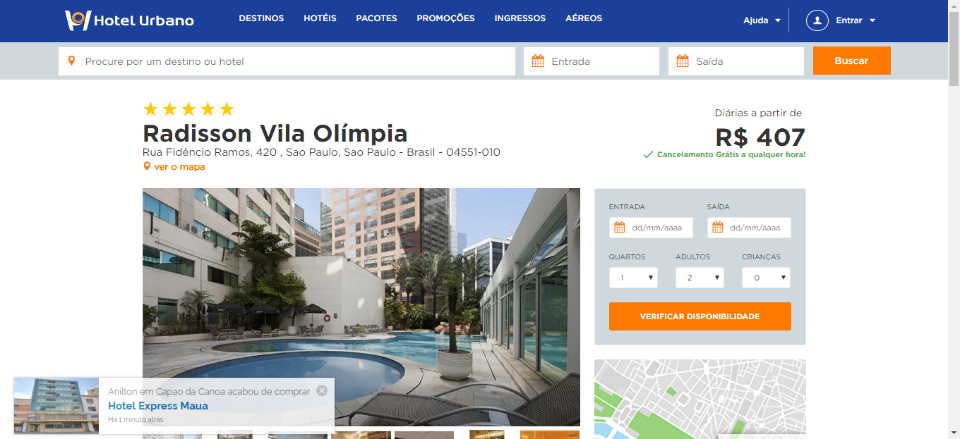 Hotel Urbano
DESTINOS HOTÉIS PACOTES PROMOÇÕES INGRESSOS AÉREOS
Ajuda
Entrar
Procure por um destino ou hotel
Entrada
Saída
Buscar
Radisson Vila Olímpia
Rua Fidêncio Ramos, 420 , Sao Paulo, Sao Paulo - Brasil - 04551-010
ver o mapa
Diárias a partir de
R$ 407
Cancelamento Grátis a qualquer hora!
ENTRADA SAÍDA
dd/mm/aaaa dd/mm/aaaa
QUARTOS ADULTOS CRIANÇAS
1 2 0
VERIFICAR DISPONIBILIDADE
Anilton em Capao da Canoa acabou de comprar
Hotel Express Maua
Há 1 minuto atrás